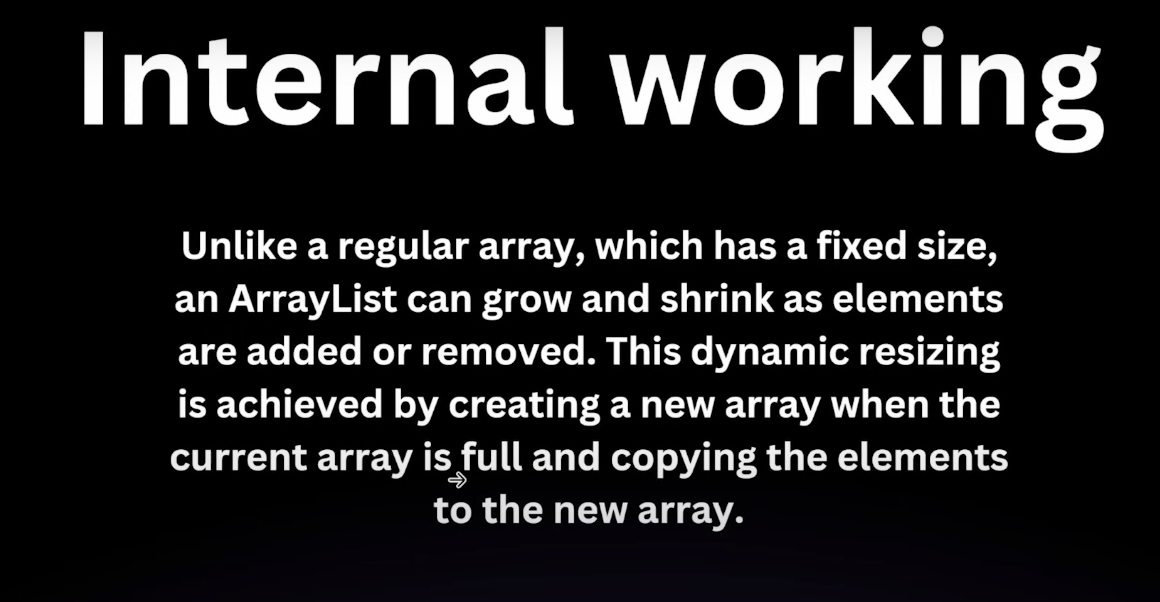 Internal working
Unlike a regular array, which has a fixed size,
an ArrayList can grow and shrink as elements
are added or removed. This dynamic resizing
is achieved by creating a new array when the
current array is full and copying the elements
to the new array.